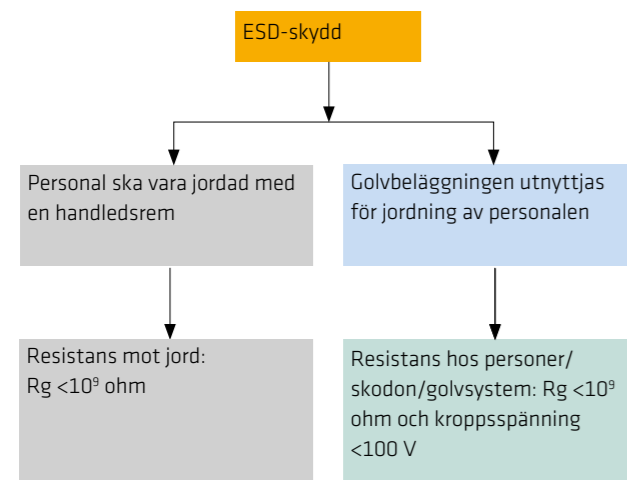 ESD-skydd
Personal ska vara jordad med
en handledsrem
Golvbeläggningen utnyttjas
för jordning av personalen
Resistans mot jord:
Rg <10⁹ ohm
Resistans hos personer/
skodon/golvsystem: Rg <10⁹
ohm och kroppsspänning
<100 V